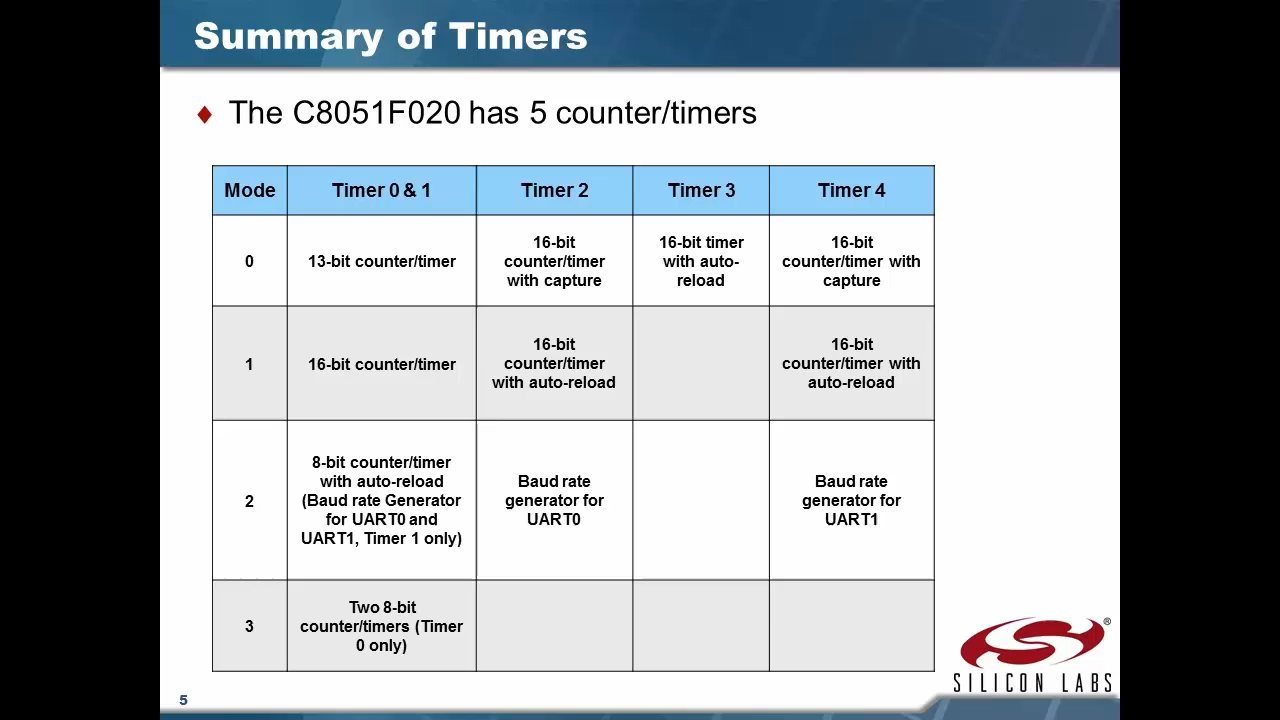 Summary of Timers
♦ The C8051F020 has 5 counter/timers
Mode
Timer 0 & 1
Timer 2
Timer 3
Timer 4
0
13-bit counter/timer
16-bit
counter/timer
with capture
16-bit timer
with auto-
reload
16-bit
counter/timer with
capture
1
16-bit counter/timer
16-bit
counter/timer
with auto-reload
16-bit
counter/timer with
auto-reload
2
8-bit counter/timer
with auto-reload
(Baud rate Generator
for UART0 and
UART1, Timer 1 only)
Baud rate
generator for
UART0
Baud rate
generator for
UART1
3
Two 8-bit
counter/timers (Timer
0 only)
®
SILICON LABS
5